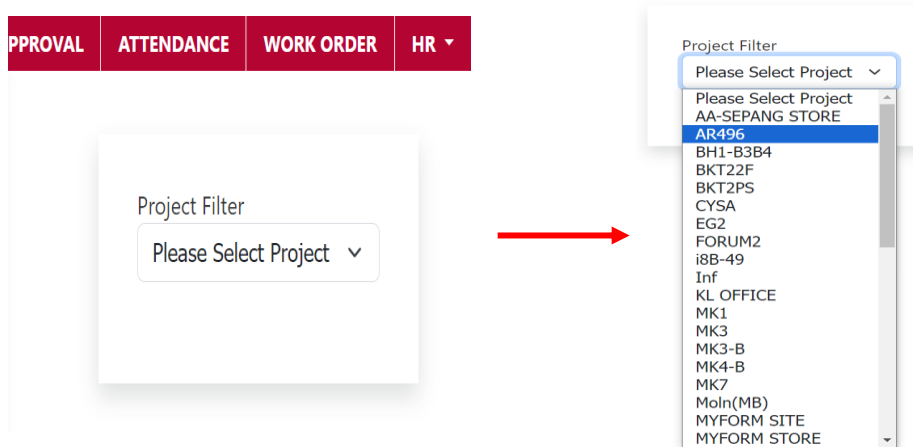 PPROVAL ATTENDANCE WORK ORDER HR
Project Filter
Please Select Project
Project Filter
Please Select Project
Please Select Project
AA-SEPANG STORE
AR496
BH1-B3B4
BKT22F
BKT2PS
CYSA
EG2
FORUM2
i8B-49
Inf
KL OFFICE
MK1
MK3
MK3-B
MK4-B
MK7
Moln(MB)
MYFORM SITE
MYFORM STORE